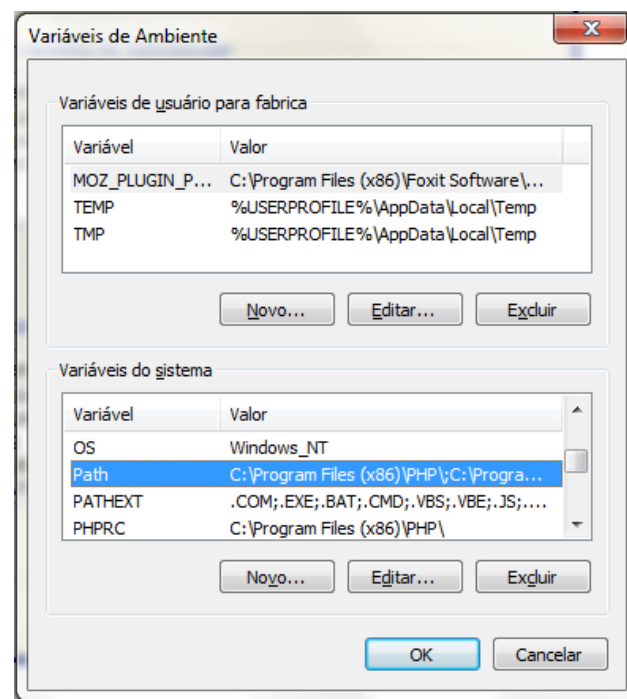 Variáveis de Ambiente
Variáveis de usuário para fabrica
Variável Valor
MOZ_PLUGIN_P... C:\Program Files (x86)\Foxit Software\...
TEMP %USERPROFILE%\AppData\Local\Temp
TMP %USERPROFILE%\AppData\Local\Temp
Novo... Editar... Excluir
Variáveis do sistema
Variável Valor
OS Windows_NT
Path C:\Program Files (x86)\PHP\;C:\Progra...
PATHEXT .COM;.EXE;.BAT;.CMD;.VBS;.VBE;.JS;....
PHPRC C:\Program Files (x86)\PHP\
Novo... Editar... Excluir
OK Cancelar